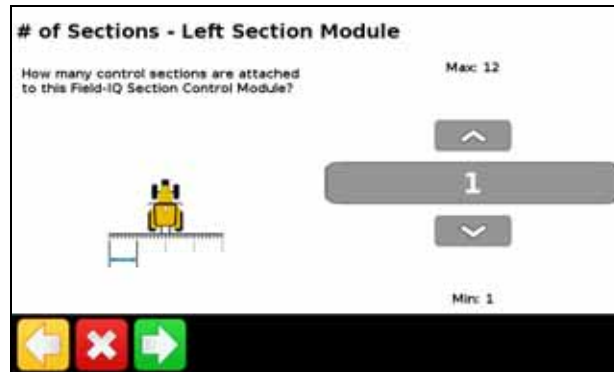 # of Sections - Left Section Module
How many control sections are attached
to this Field-IQ Section Control Module?
Max: 12
1
Min: 1